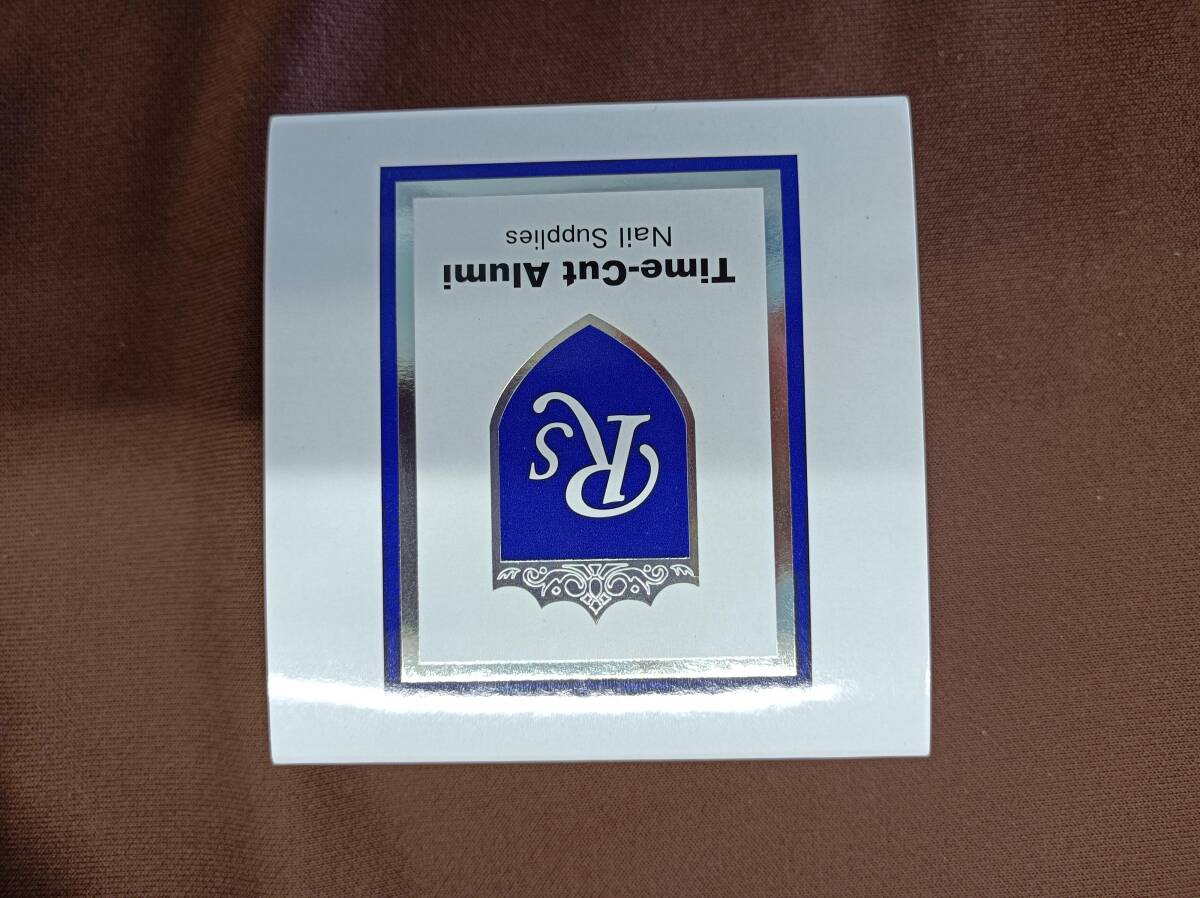 Rs
Time-Cut Alumi
Nail Supplies